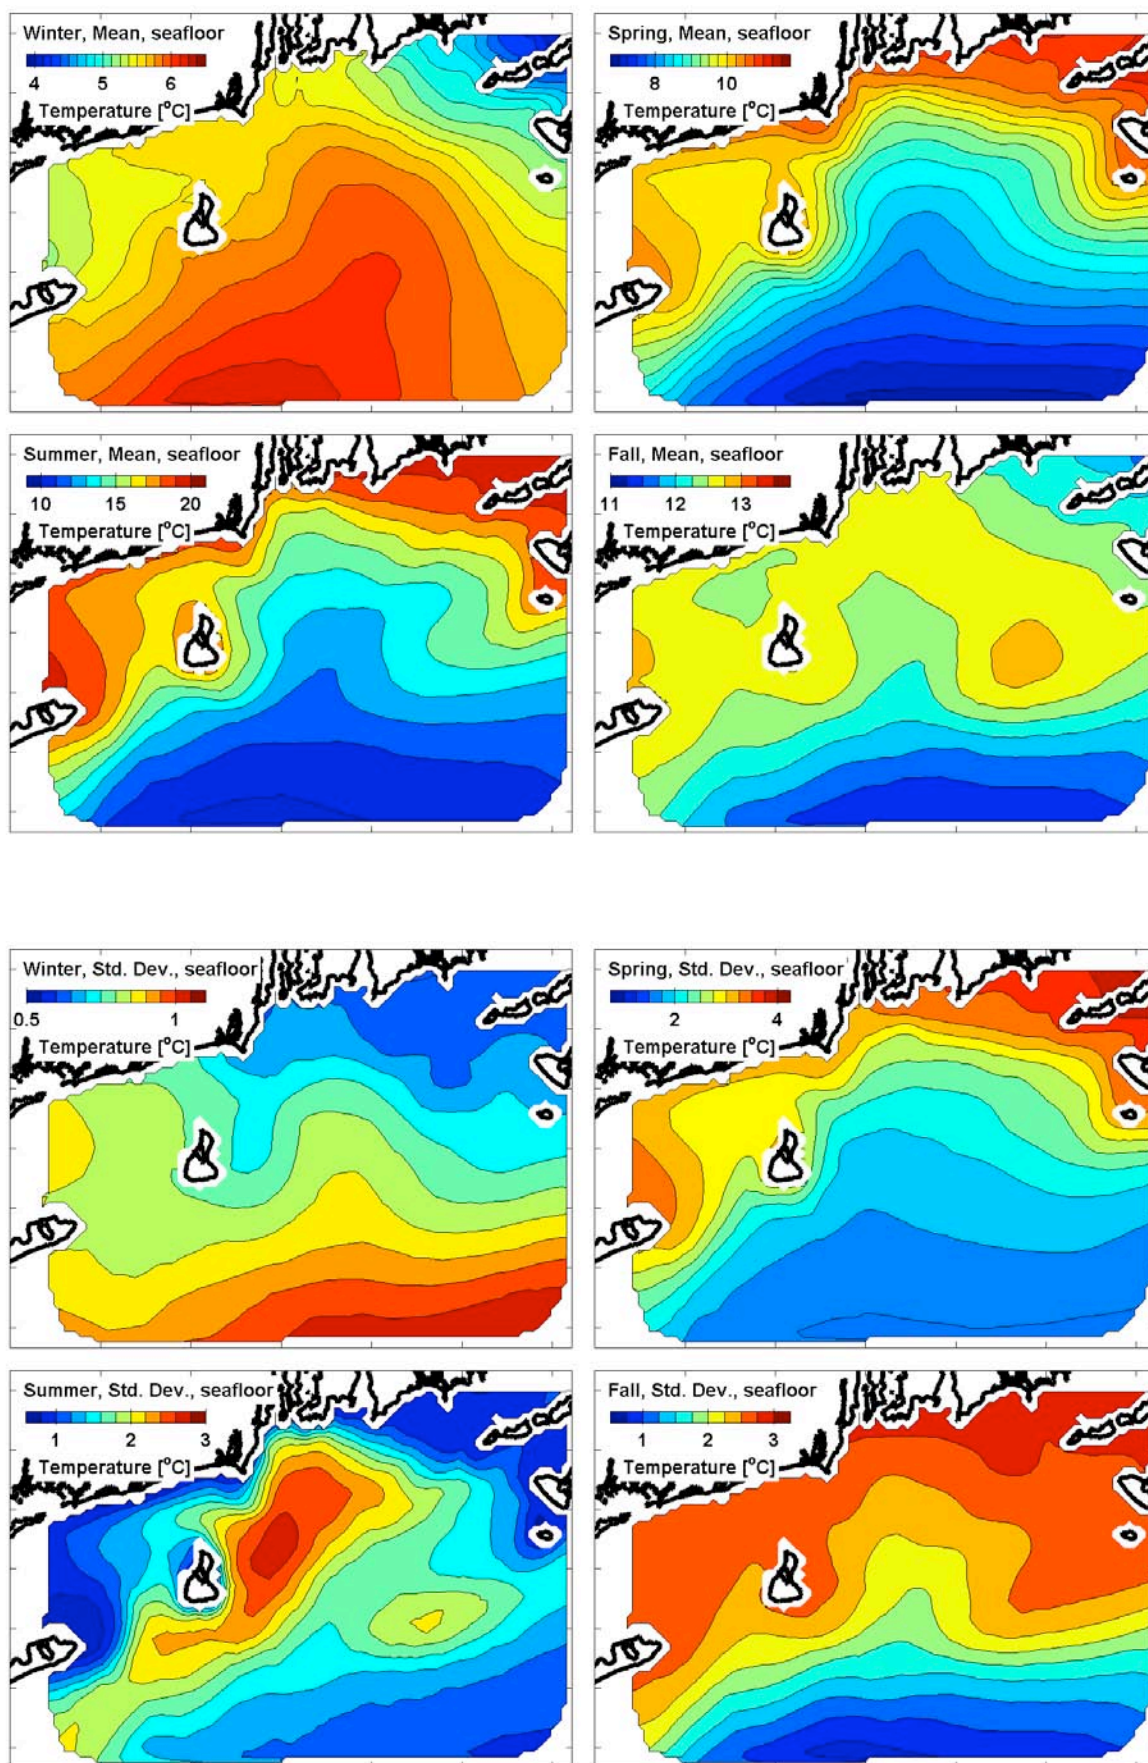 Winter, Mean, seafloor
4 5 6
Temperature [°C]
Spring, Mean, seafloor
8 10
Temperature [°C]
Summer, Mean, seafloor
10 15 20
Temperature [°C]
Fall, Mean, seafloor
11 12 13
Temperature [°C]
Winter, Std. Dev., seafloor
0.5 1
Temperature [°C]
Spring, Std. Dev., seafloor
2 4
Temperature [°C]
Summer, Std. Dev., seafloor
1 2 3
Temperature [°C]
Fall, Std. Dev., seafloor
1 2 3
Temperature [°C]